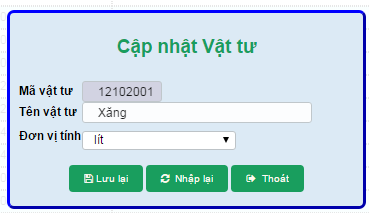 Cập nhật Vật tư
Mã vật tư 12102001
Tên vật tư Xăng
Đơn vị tính lít
Lưu lại Nhập lại Thoát